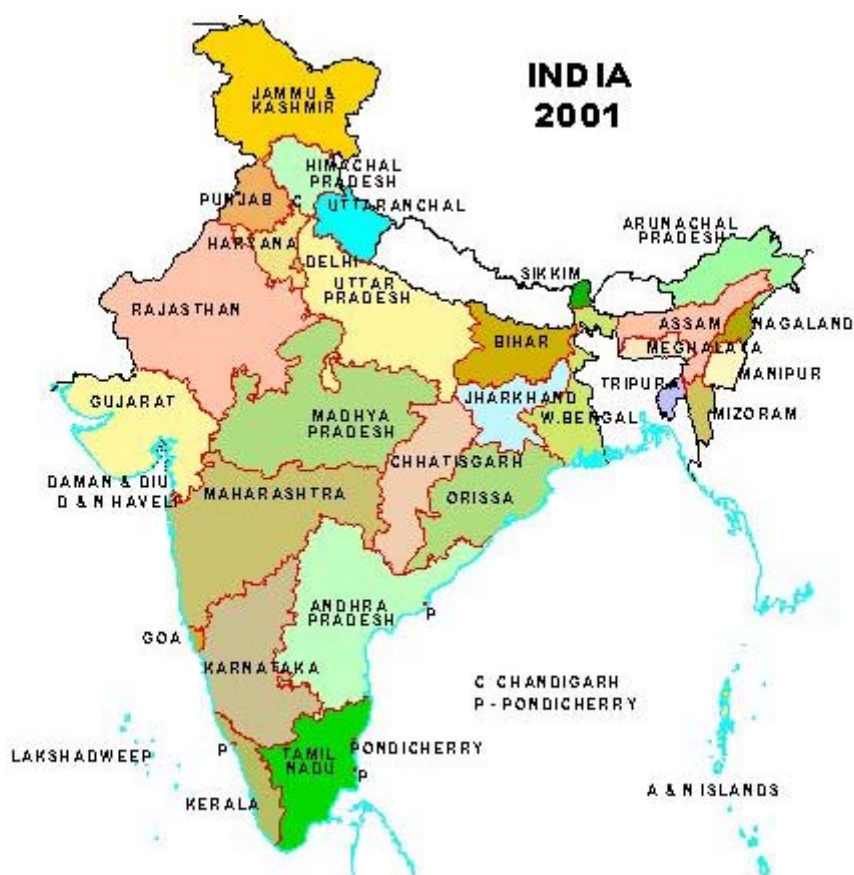 INDIA
2001
JAMMU &
KASHMIR
HIMACHAL
PRADESH
PUNJAB
C
UTTARANCHAL
HARYANA
DELHI
UTTAR
PRADESH
ARUNACHAL
PRADESH
SIKKIM
RAJASTHAN
BIHAR
ASSAM
NAGALAND
MEGHALAYA
MANIPUR
TRIPURA
MIZORAM
GUJARAT
MADHYA
PRADESH
JHARKHAND
W.BENGAL
CHHATISGARH
DAMAN & DIU
D & N HAVELI
MAHARASHTRA
ORISSA
ANDHRA
PRADESH
P
GOA
KARNATAKA
C CHANDIGARH
P - PONDICHERRY
LAKSHADWEEP
P
TAMIL
NADU
PONDICHERRY
P
KERALA
A & N ISLANDS